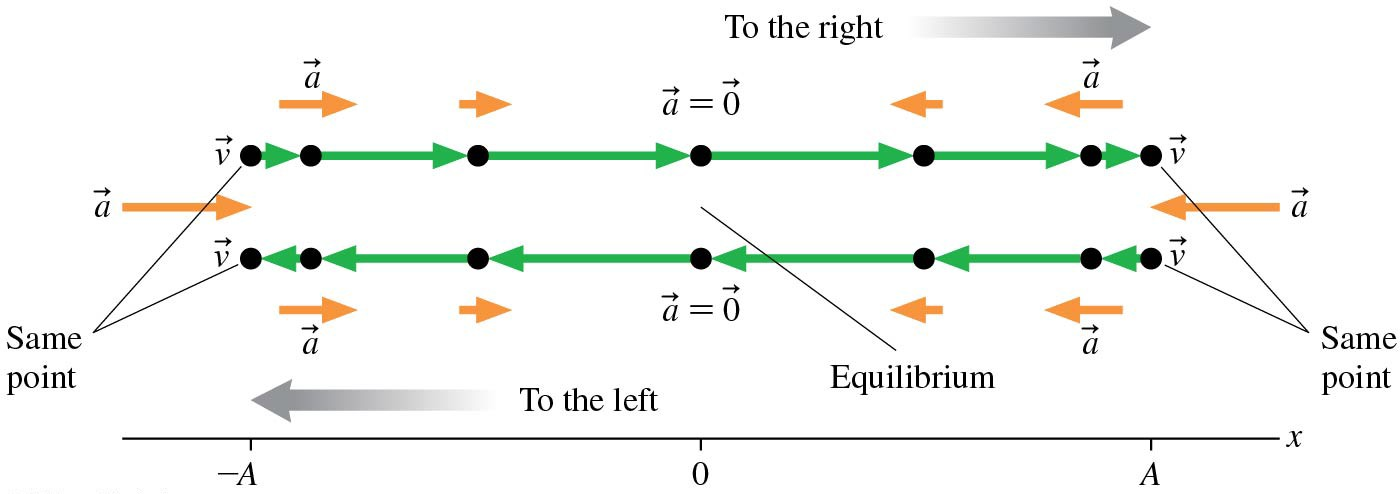 To the right
a⃗
a⃗ = 0⃗
a⃗
v⃗
v⃗
a⃗
a⃗
v⃗
v⃗
a⃗
a⃗ = 0⃗
a⃗
Same
point
Equilibrium
Same
point
To the left
x
−A
0
A